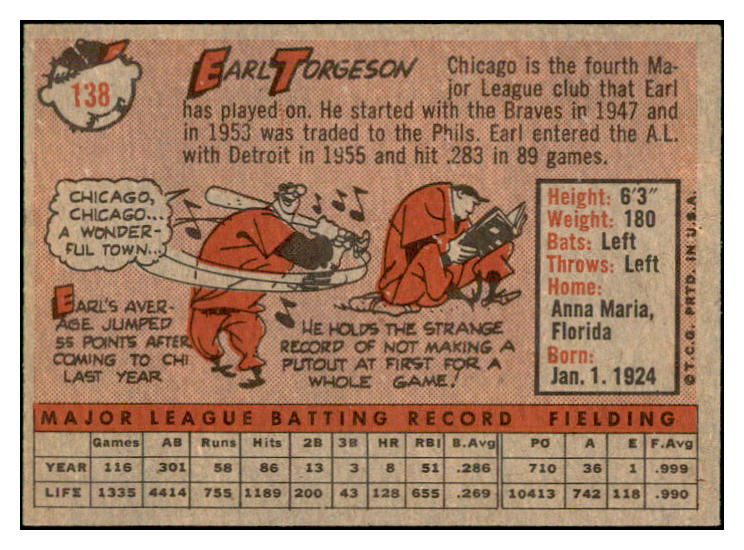 138
EARL TORGESON
Chicago is the fourth Ma-
jor League club that Earl
has played on. He started with the Braves in 1947 and
in 1953 was traded to the Phils. Earl entered the A.L.
with Detroit in 1955 and hit .283 in 89 games.
CHICAGO,
CHICAGO...
A WONDER-
FUL TOWN...
EARL'S AVER-
AGE JUMPED
55 POINTS AFTER
COMING TO CHI
LAST YEAR
HE HOLDS THE STRANGE
RECORD OF NOT MAKING A
PUTOUT AT FIRST FOR A
WHOLE GAME!
Height: 6'3"
Weight: 180
Bats: Left
Throws: Left
Home:
Anna Maria,
Florida
Born:
Jan. 1. 1924
© T.C.G. PRTD. IN U.S.A.
MAJOR LEAGUE BATTING RECORD FIELDING
Games AB Runs Hits 2B 3B HR RBI B.Avg PO A E F.Avg
YEAR 116 .301 58 86 13 3 8 51 .286 710 36 1 .999
LIFE 1335 4414 755 1189 200 43 128 655 .269 10413 742 118 .990